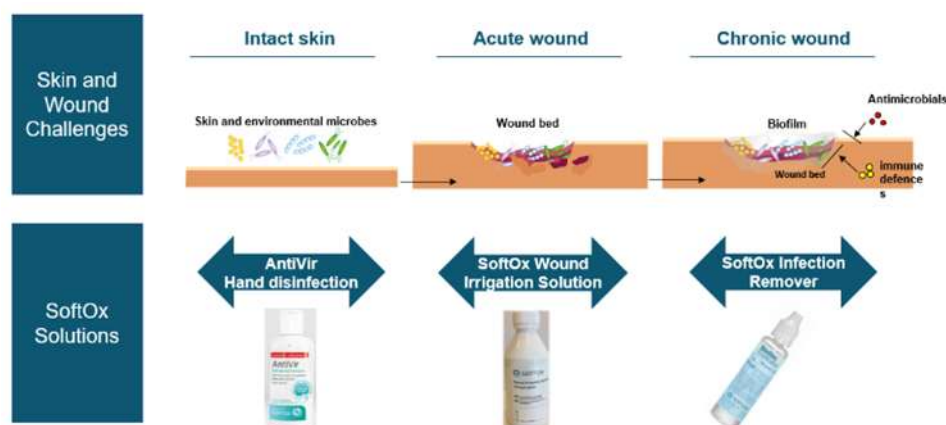 Intact skin
Acute wound
Chronic wound
Skin and
Wound
Challenges
Skin and environmental microbes
Wound bed
Biofilm
Antimicrobials
Wound bed
immune
defence
s
SoftOx
Solutions
AntiVir
Hand disinfection
SoftOx Wound
Irrigation Solution
SoftOx Infection
Remover
AntiVir